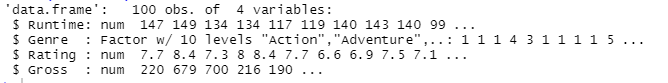 'data.frame': 100 obs. of 4 variables:
$ Runtime: num 147 149 134 134 117 119 140 143 140 99 ...
$ Genre : Factor w/ 10 levels "Action","Adventure",..: 1 1 1 4 3 1 1 1 1 5 ...
$ Rating : num 7.7 8.4 7.3 8 8.4 7.7 6.6 6.9 7.5 7.1 ...
$ Gross : num 220 679 700 216 190 ...